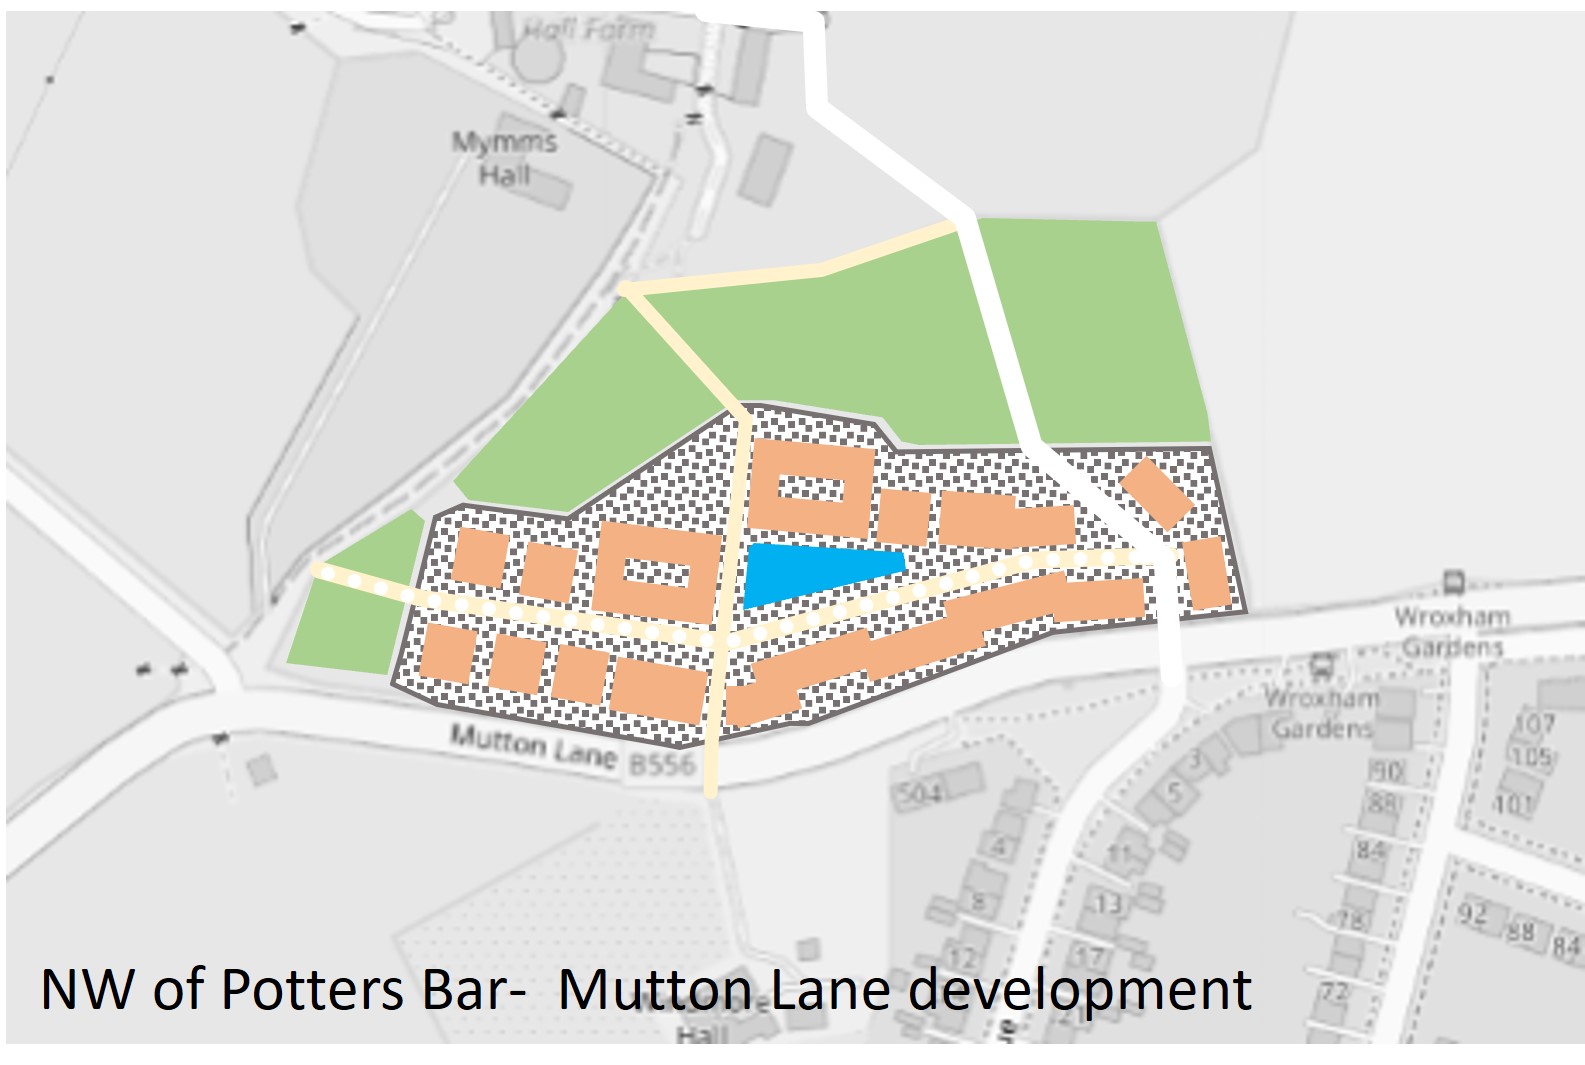 Hall Farm
Mymms
Hall
Wroxham
Gardens
Wroxham
Gardens
Mutton Lane
B556
107
105
101
3
5
90
88
504
4
84
11
8
13
78
92
88
84
12
17
72
NW of Potters Bar-  Mutton Lane development
Hall